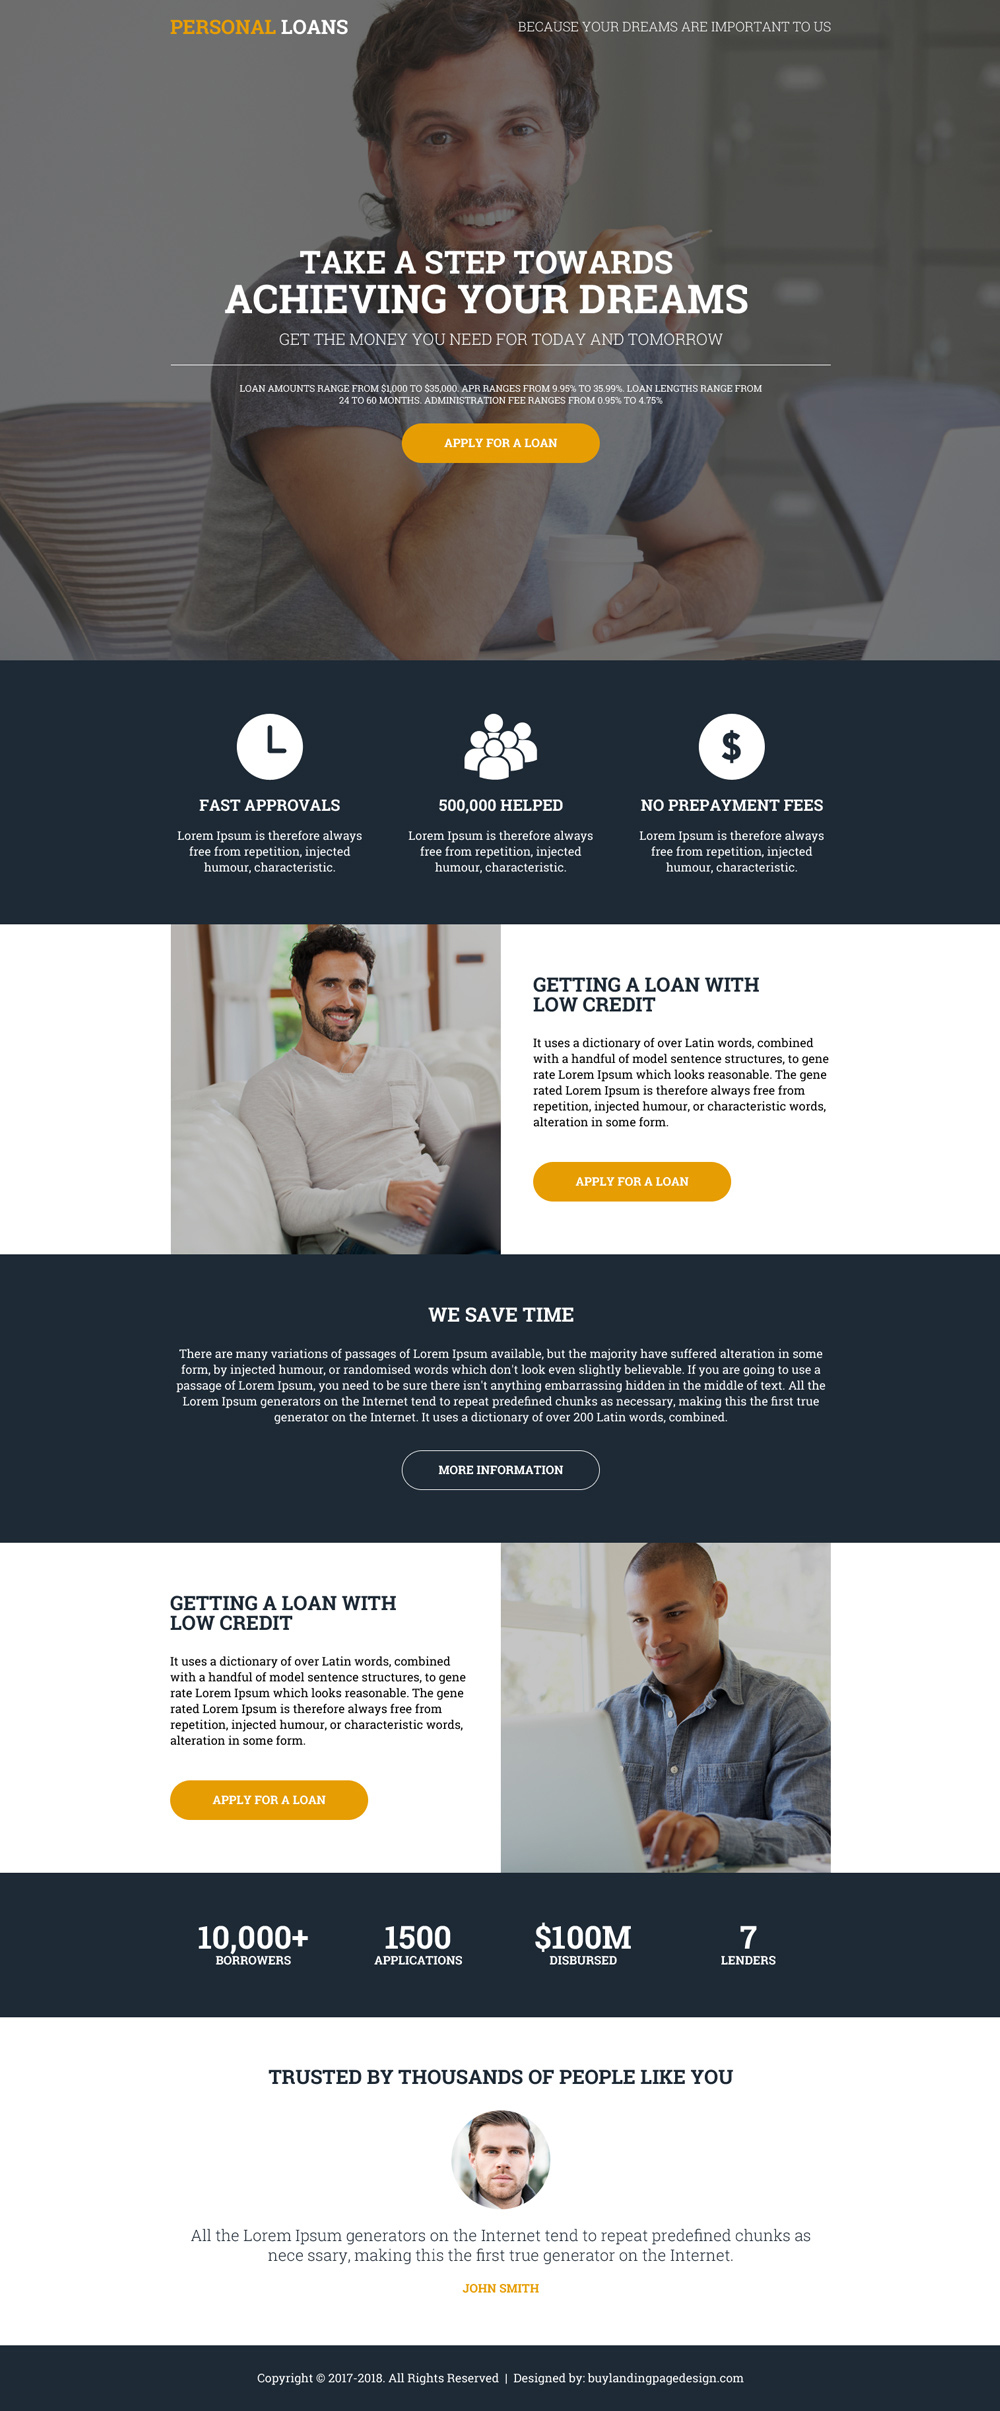 PERSONAL LOANS
BECAUSE YOUR DREAMS ARE IMPORTANT TO US
TAKE A STEP TOWARDS
ACHIEVING YOUR DREAMS
GET THE MONEY YOU NEED FOR TODAY AND TOMORROW
LOAN AMOUNTS RANGE FROM $1,000 TO $35,000. APR RANGES FROM 9.95% TO 35.99%. LOAN LENGTHS RANGE FROM
24 TO 60 MONTHS. ADMINISTRATION FEE RANGES FROM 0.95% TO 4.75%
APPLY FOR A LOAN
FAST APPROVALS
Lorem Ipsum is therefore always
free from repetition, injected
humour, characteristic.
500,000 HELPED
Lorem Ipsum is therefore always
free from repetition, injected
humour, characteristic.
$
NO PREPAYMENT FEES
Lorem Ipsum is therefore always
free from repetition, injected
humour, characteristic.
GETTING A LOAN WITH
LOW CREDIT
It uses a dictionary of over Latin words, combined
with a handful of model sentence structures, to gene
rate Lorem Ipsum which looks reasonable. The gene
rated Lorem Ipsum is therefore always free from
repetition, injected humour, or characteristic words,
alteration in some form.
APPLY FOR A LOAN
WE SAVE TIME
There are many variations of passages of Lorem Ipsum available, but the majority have suffered alteration in some
form, by injected humour, or randomised words which don't look even slightly believable. If you are going to use a
passage of Lorem Ipsum, you need to be sure there isn't anything embarrassing hidden in the middle of text. All the
Lorem Ipsum generators on the Internet tend to repeat predefined chunks as necessary, making this the first true
generator on the Internet. It uses a dictionary of over 200 Latin words, combined.
MORE INFORMATION
GETTING A LOAN WITH
LOW CREDIT
It uses a dictionary of over Latin words, combined
with a handful of model sentence structures, to gene
rate Lorem Ipsum which looks reasonable. The gene
rated Lorem Ipsum is therefore always free from
repetition, injected humour, or characteristic words,
alteration in some form.
APPLY FOR A LOAN
10,000+
BORROWERS
1500
APPLICATIONS
$100M
DISBURSED
7
LENDERS
TRUSTED BY THOUSANDS OF PEOPLE LIKE YOU
All the Lorem Ipsum generators on the Internet tend to repeat predefined chunks as
nece ssary, making this the first true generator on the Internet.
JOHN SMITH
Copyright © 2017-2018. All Rights Reserved | Designed by: buylandingpagedesign.com